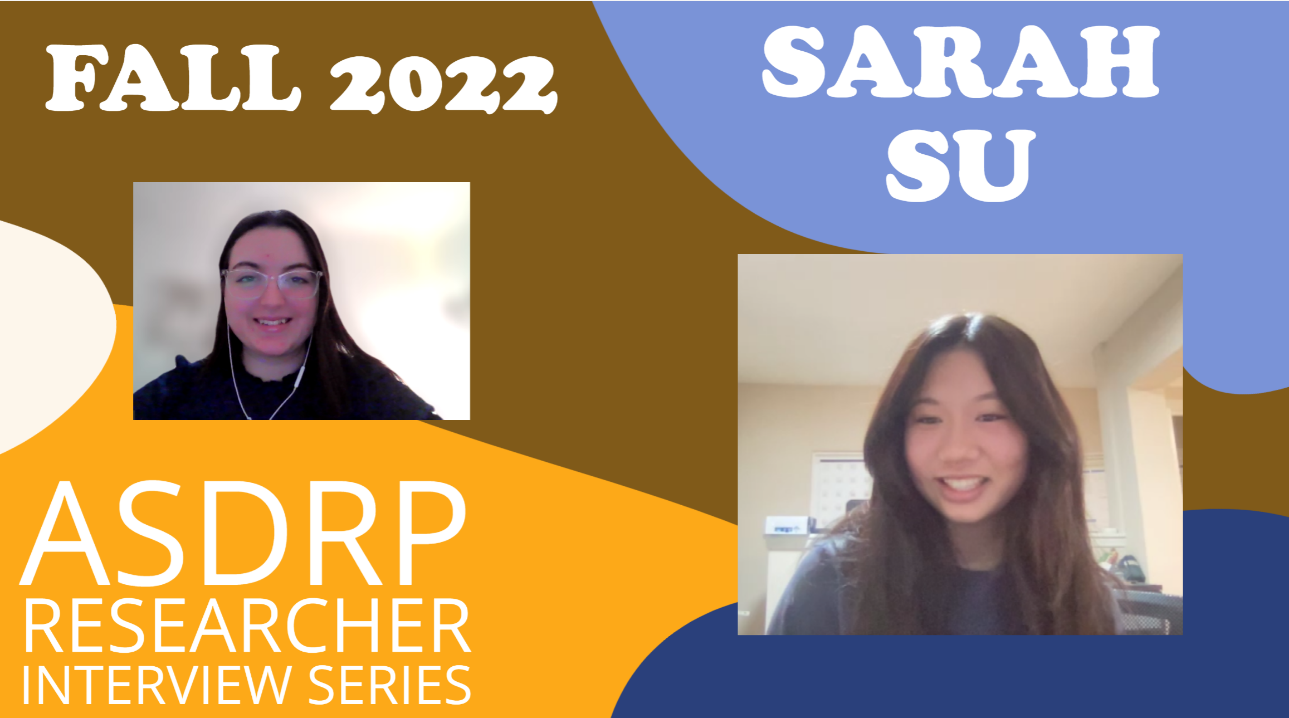 FALL 2022
SARAH
SU
ASDRP
RESEARCHER
INTERVIEW SERIES